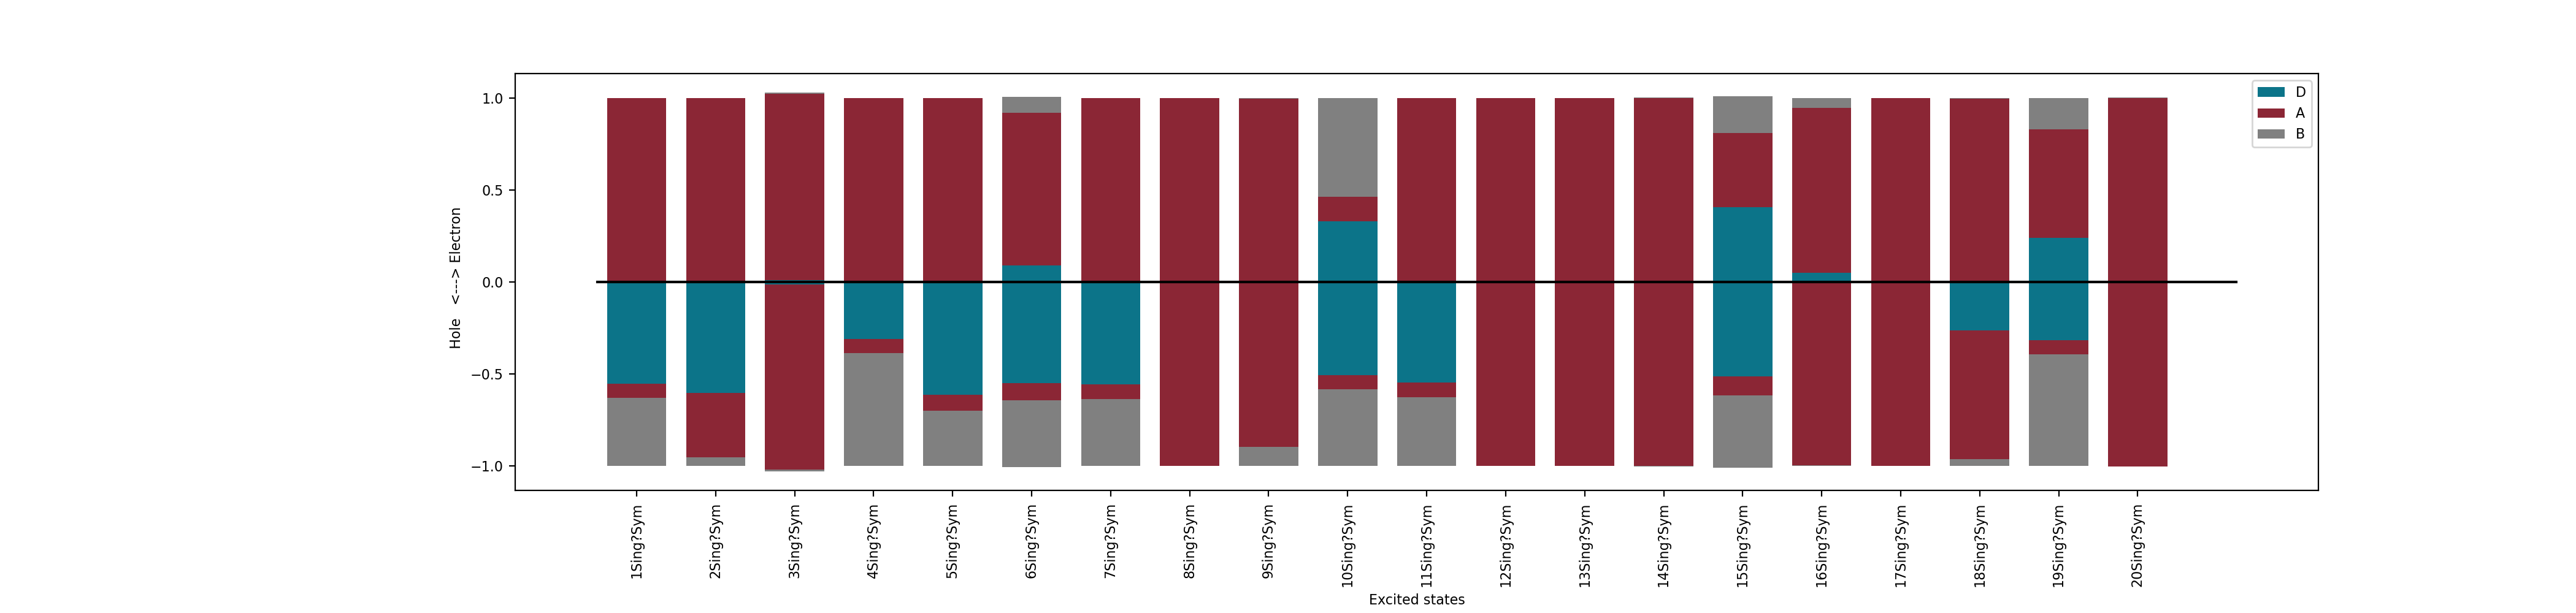 D
A
B
1.0
0.5
0.0
−0.5
−1.0
Hole <----> Electron
1Sing?Sym
2Sing?Sym
3Sing?Sym
4Sing?Sym
5Sing?Sym
6Sing?Sym
7Sing?Sym
8Sing?Sym
9Sing?Sym
10Sing?Sym
11Sing?Sym
12Sing?Sym
13Sing?Sym
14Sing?Sym
15Sing?Sym
16Sing?Sym
17Sing?Sym
18Sing?Sym
19Sing?Sym
20Sing?Sym
Excited states